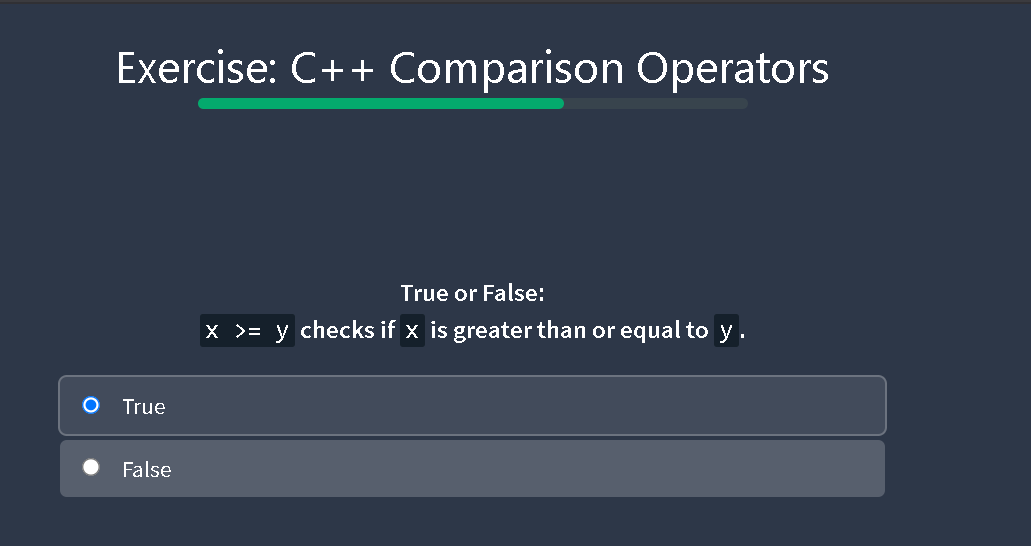 Exercise: C++ Comparison Operators
True or False:
x >= y checks if x is greater than or equal to y.
True
False